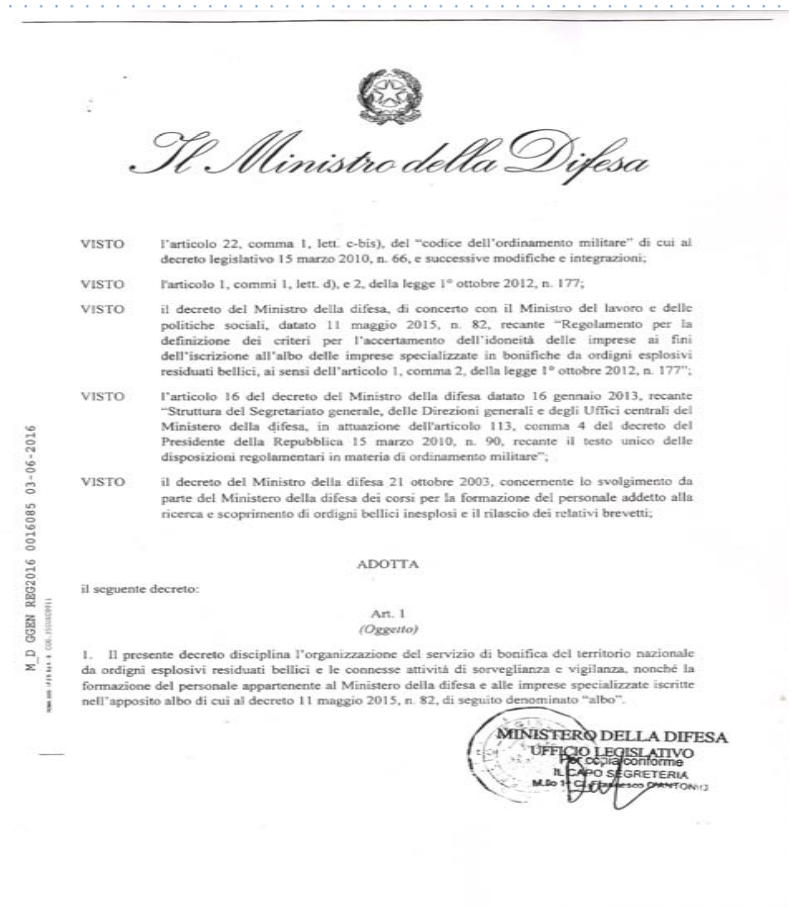 Il Ministro della Difesa
VISTO l'articolo 22, comma 1, lett. c-bis), del "codice dell'ordinamento militare" di cui al
decreto legislativo 15 marzo 2010, n. 66, e successive modifiche e integrazioni;
VISTO l'articolo 1, commi 1, lett. d), e 2, della legge 1° ottobre 2012, n. 177;
VISTO il decreto del Ministro della difesa, di concerto con il Ministro del lavoro e delle
politiche sociali, datato 11 maggio 2015, n. 82, recante "Regolamento per la
definizione dei criteri per l'accertamento dell'idoneità delle imprese ai fini
dell'iscrizione all'albo delle imprese specializzate in bonifiche da ordigni esplosivi
residuati bellici, ai sensi dell'articolo 1, comma 2, della legge 1° ottobre 2012, n. 177";
VISTO l'articolo 16 del decreto del Ministro della difesa datato 16 gennaio 2013, recante
"Struttura del Segretariato generale, delle Direzioni generali e degli Uffici centrali del
Ministero della difesa, in attuazione dell'articolo 113, comma 4 del decreto del
Presidente della Repubblica 15 marzo 2010, n. 90, recante il testo unico delle
disposizioni regolamentari in materia di ordinamento militare";
VISTO il decreto del Ministro della difesa 21 ottobre 2003, concernente lo svolgimento da
parte del Ministero della difesa dei corsi per la formazione del personale addetto alla
ricerca e scoprimento di ordigni bellici inesplosi e il rilascio dei relativi brevetti;
ADOTTA
il seguente decreto:
Art. 1
(Oggetto)
1. Il presente decreto disciplina l'organizzazione del servizio di bonifica del territorio nazionale
da ordigni esplosivi residuati bellici e le connesse attività di sorveglianza e vigilanza, nonché la
formazione del personale appartenente al Ministero della difesa e alle imprese specializzate iscritte
nell'apposito albo di cui al decreto 11 maggio 2015, n. 82, di seguito denominato "albo".
MINISTERO DELLA DIFESA
UFFICIO LEGISLATIVO
Per copia conforme
IL CAPO SEGRETERIA
Francesco D'ANTONIO
M_D GGEN REG2016 0016085 03-06-2016